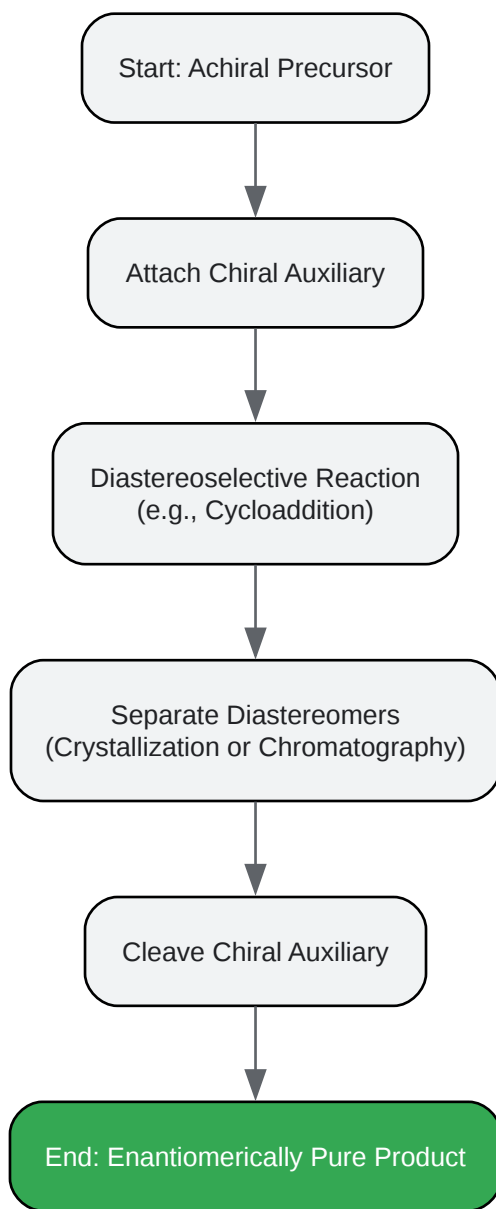 Start: Achiral Precursor
Attach Chiral Auxiliary
Diastereoselective Reaction
(e.g., Cycloaddition)
Separate Diastereomers
(Crystallization or Chromatography)
Cleave Chiral Auxiliary
End: Enantiomerically Pure Product